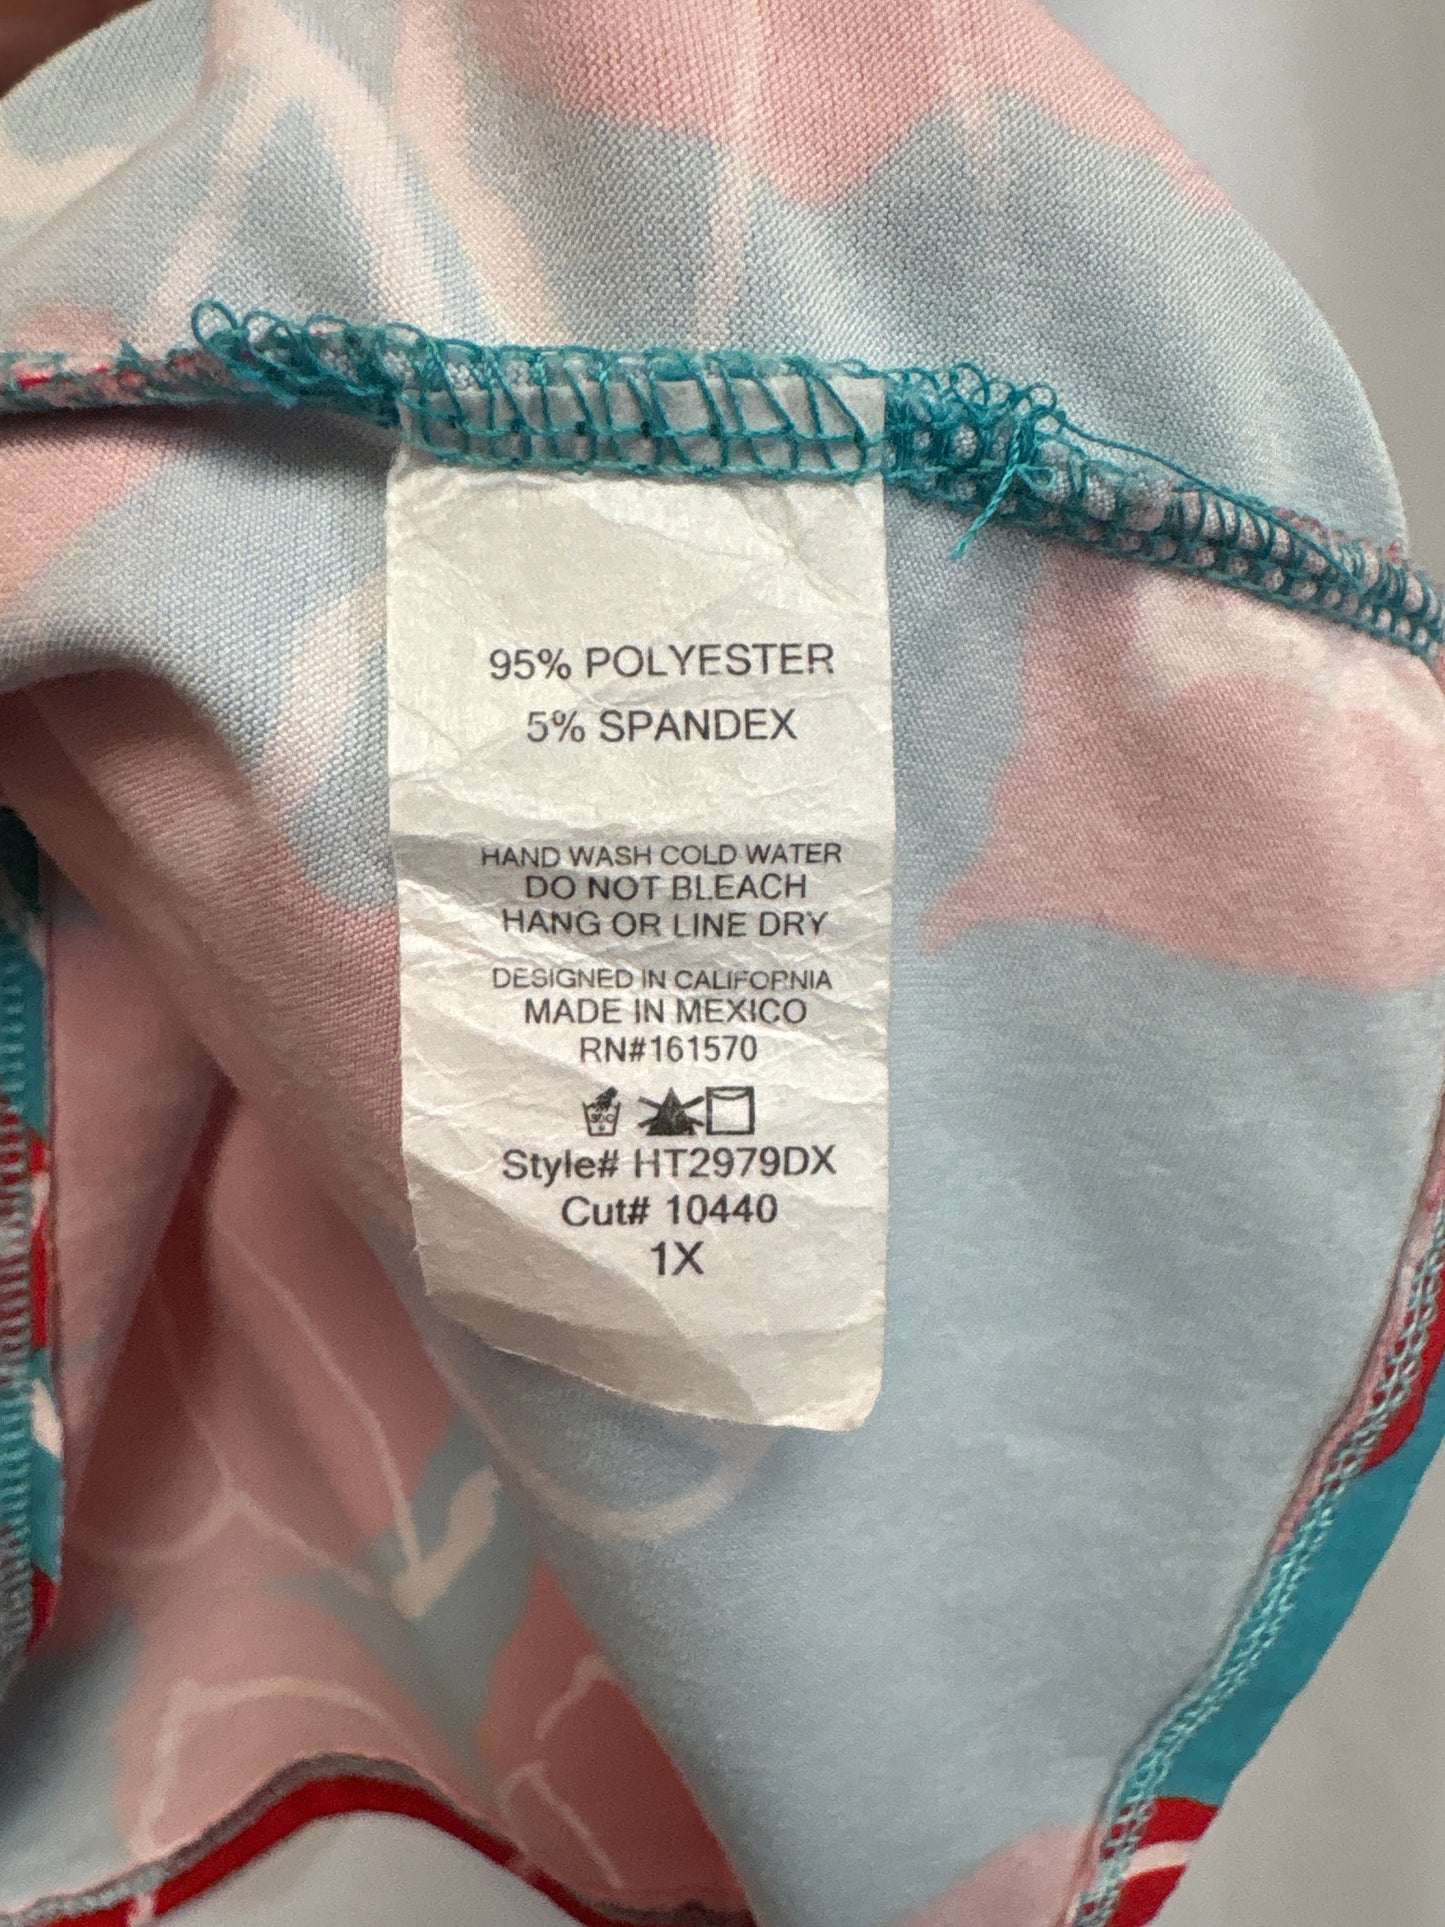 95% POLYESTER
5% SPANDEX
HAND WASH COLD WATER
DO NOT BLEACH
HANG OR LINE DRY
DESIGNED IN CALIFORNIA
MADE IN MEXICO
RN#161570
Style# HT2979DX
Cut# 10440
1X